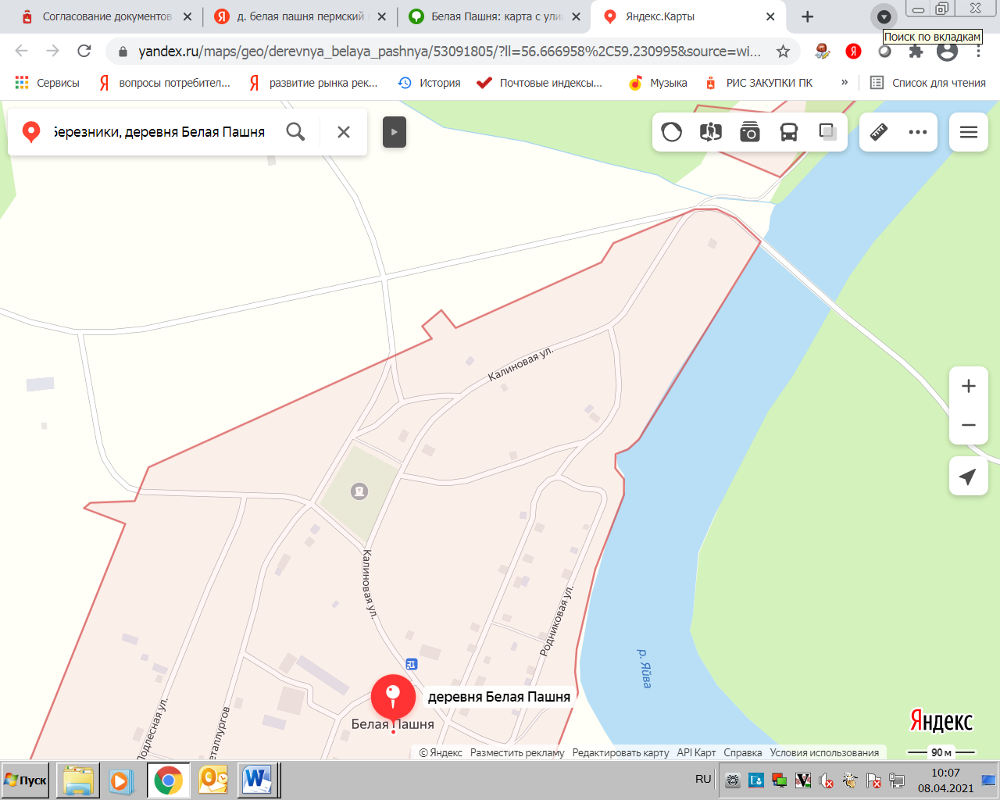 Согласование документов
д. белая пашня пермский
Белая Пашня: карта с ули
Яндекс.Карты
Поиск по вкладкам
yandex.ru/maps/geo/derevnya_belaya_pashnya/53091805/?ll=56.666958%2C59.230995&source=wi...
Сервисы
вопросы потребител...
развитие рынка рек...
История
Почтовые индексы...
Музыка
РИС ЗАКУПКИ ПК
»
Список для чтения
Березники, деревня Белая Пашня
Калиновая ул.
Калиновая ул.
Родниковая ул.
р. Яйва
деревня Белая Пашня
Белая Пашня
Подлесная ул.
еталлургов
Яндекс
© Яндекс Разместить рекламу Редактировать карту API Карт Справка Условия использования
90 м
Пуск
RU
10:07
08.04.2021